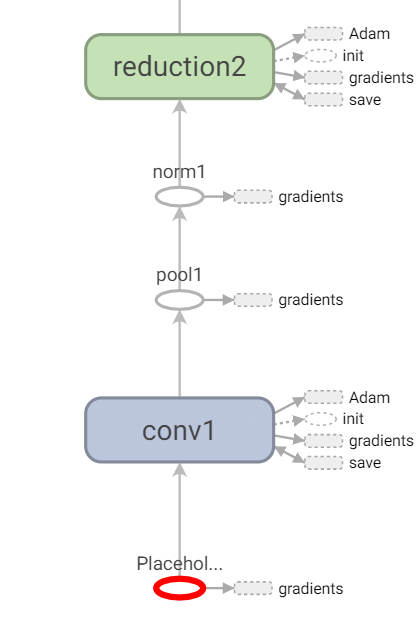 Adam
reduction2
init
gradients
save
norm1
gradients
pool1
gradients
Adam
init
conv1
gradients
save
Placehol...
gradients